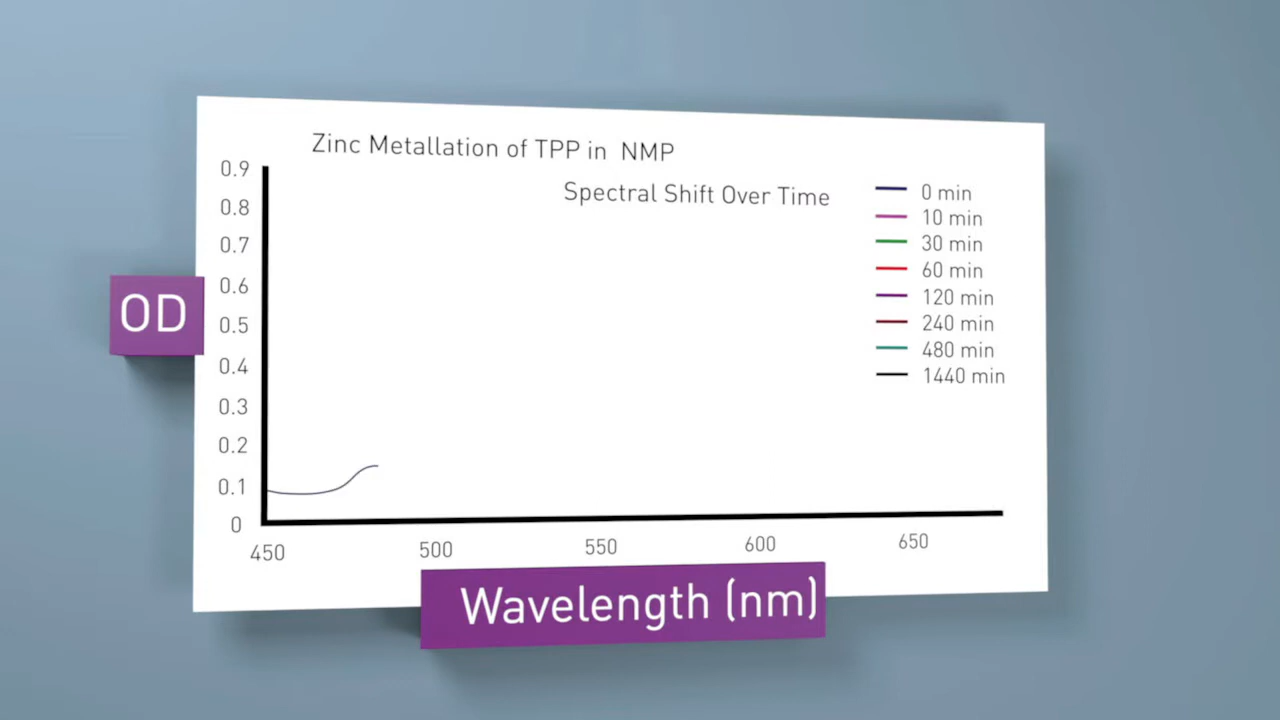 Zinc Metallation of TPP in NMP
Spectral Shift Over Time
0.9
0.8
0.7
0.6
0.5
0.4
0.3
0.2
0.1
0
OD
0 min
10 min
30 min
60 min
120 min
240 min
480 min
1440 min
450 500 550 600 650
Wavelength (nm)